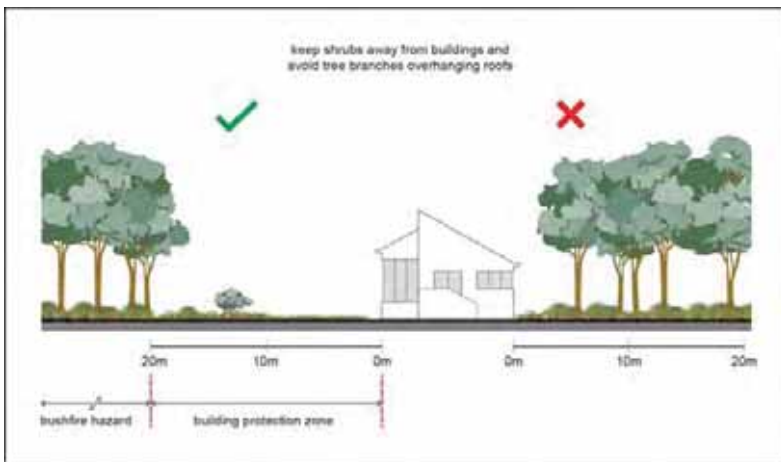 keep shrubs away from buildings and
avoid tree branches overhanging roofs
20m 10m 0m 0m 10m 20m
bushfire hazard building protection zone